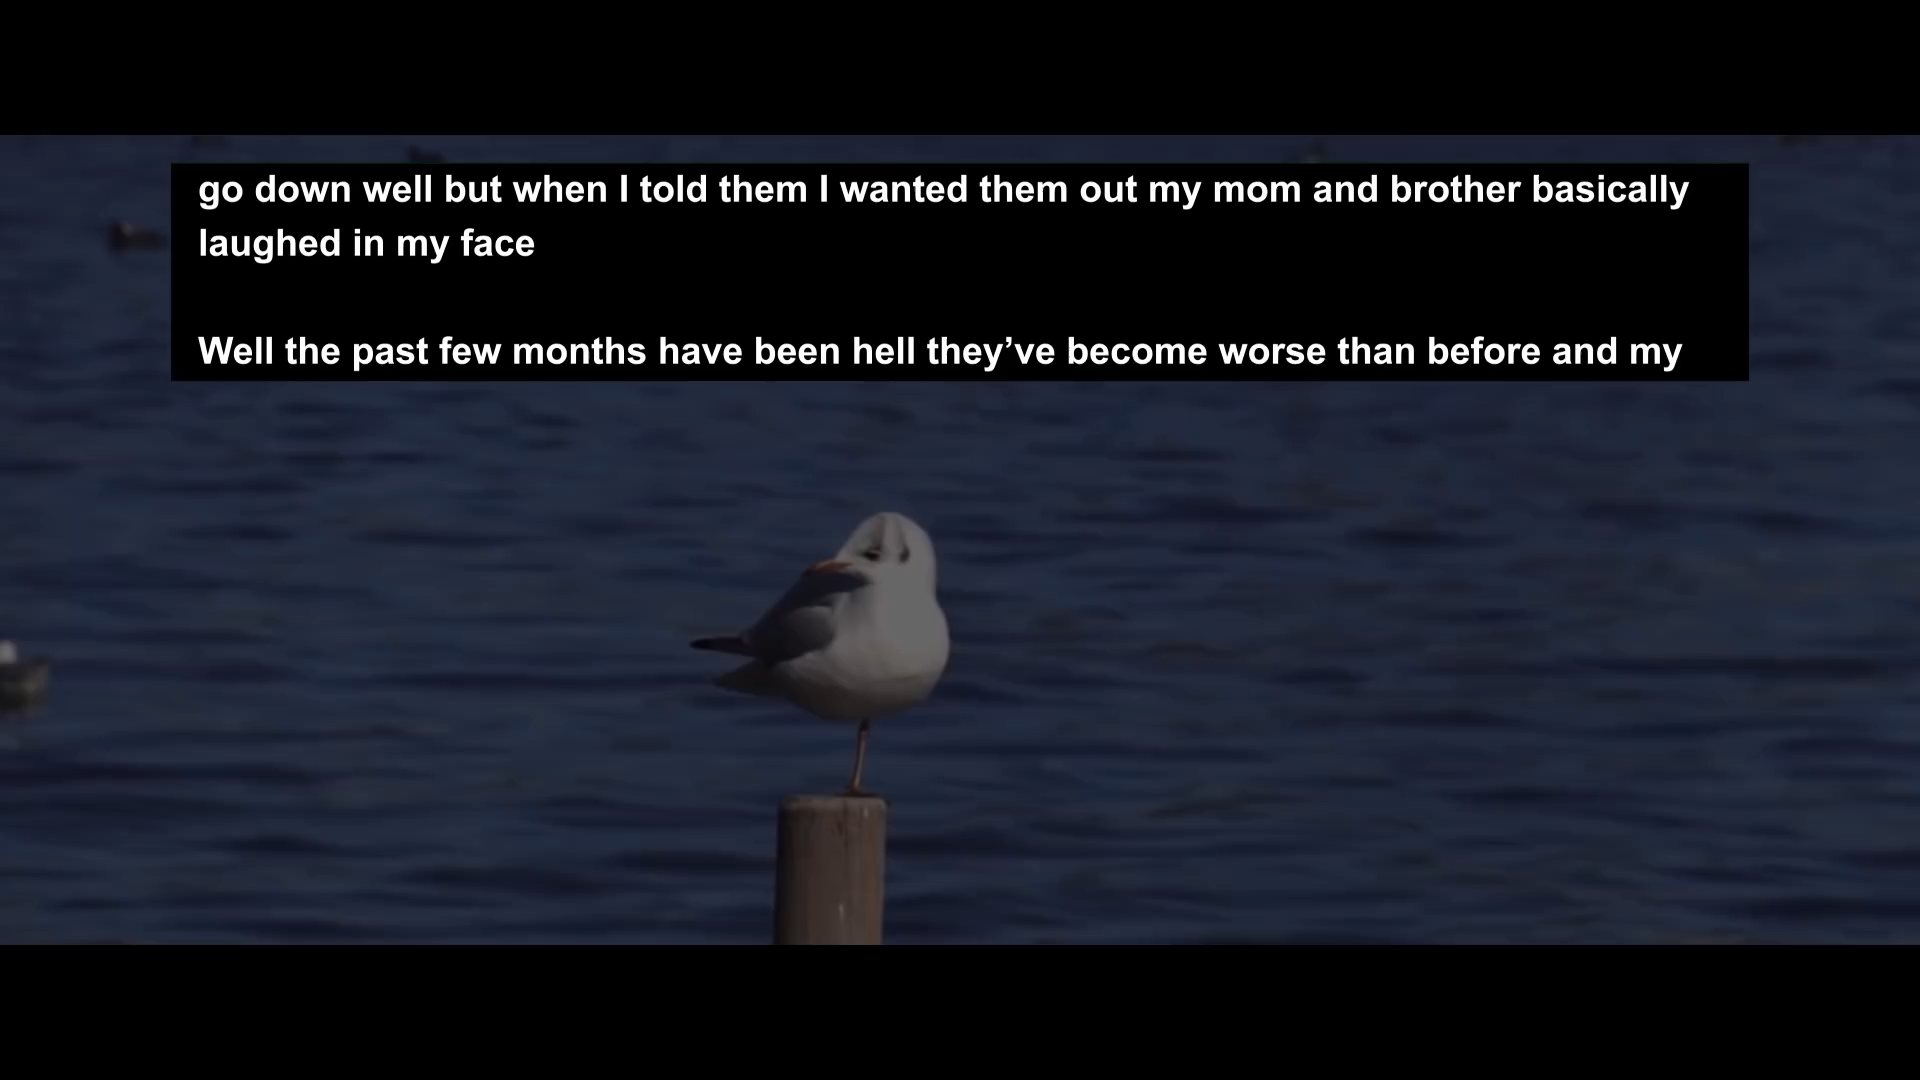 go down well but when I told them I wanted them out my mom and brother basically
laughed in my face
Well the past few months have been hell they’ve become worse than before and my